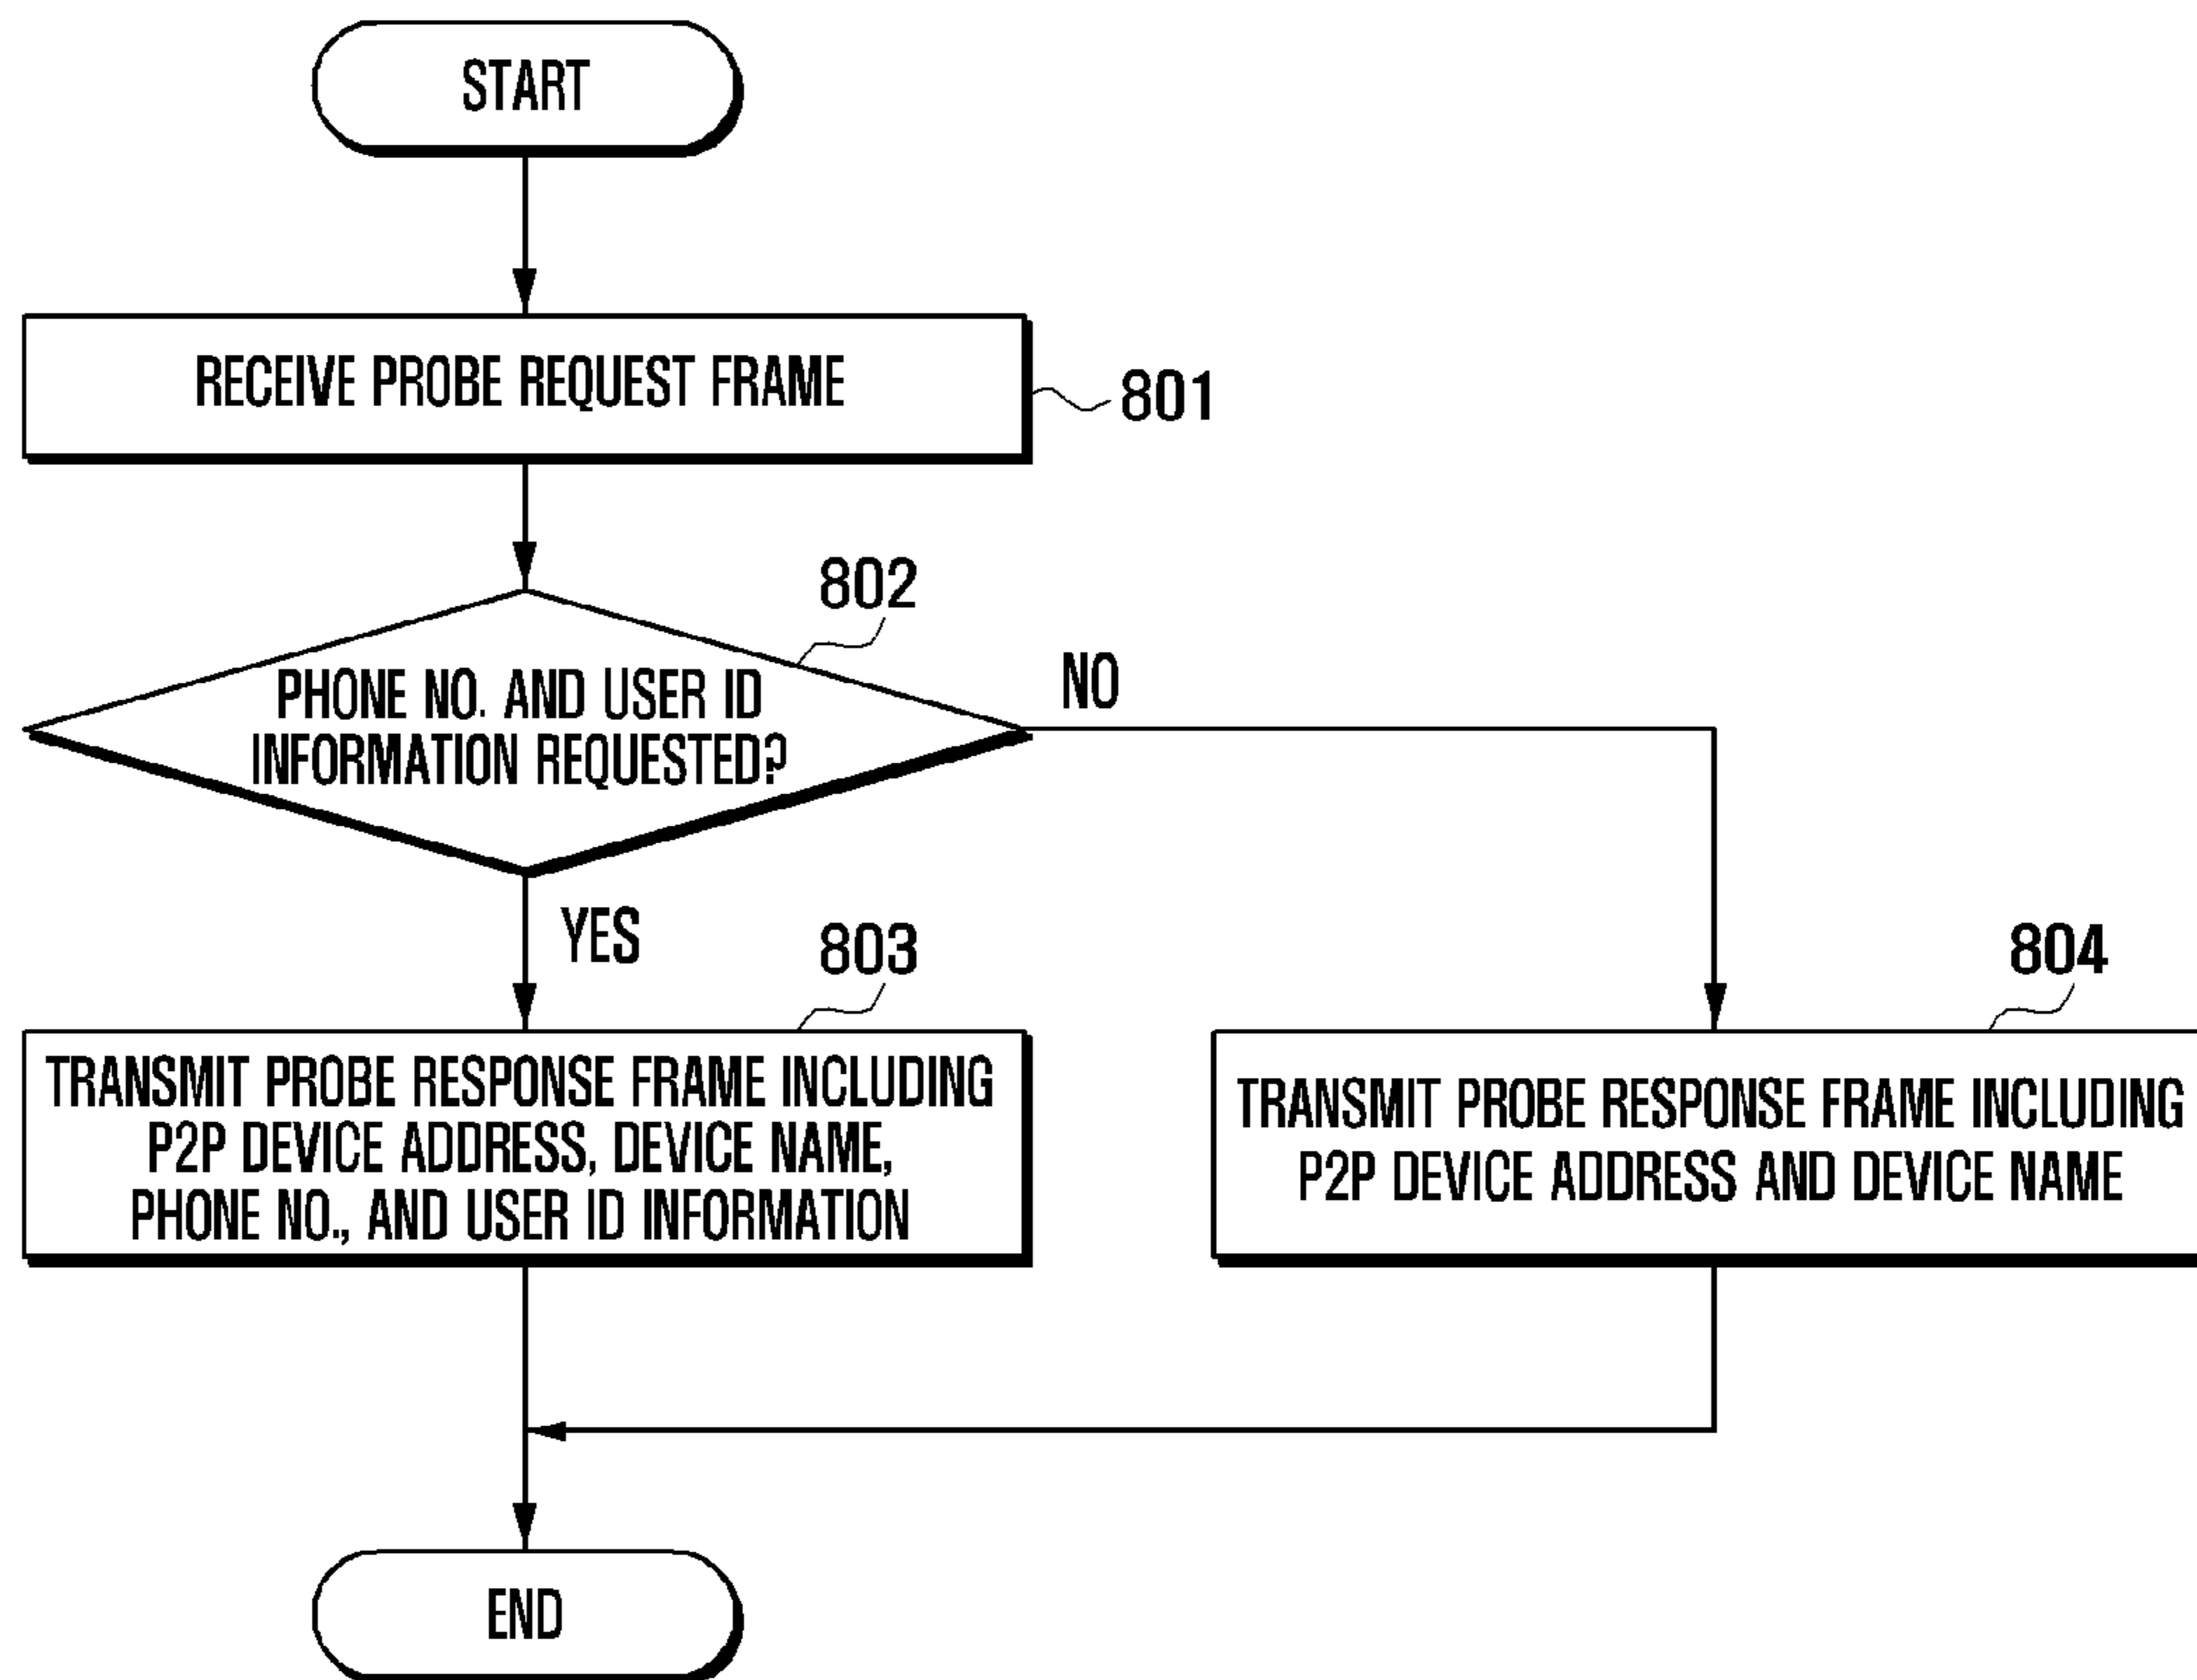 START
RECEIVE PROBE REQUEST FRAME
801
802
PHONE NO. AND USER ID
INFORMATION REQUESTED?
NO
YES
803
TRANSMIT PROBE RESPONSE FRAME INCLUDING
P2P DEVICE ADDRESS, DEVICE NAME,
PHONE NO., AND USER ID INFORMATION
804
TRANSMIT PROBE RESPONSE FRAME INCLUDING
P2P DEVICE ADDRESS AND DEVICE NAME
END